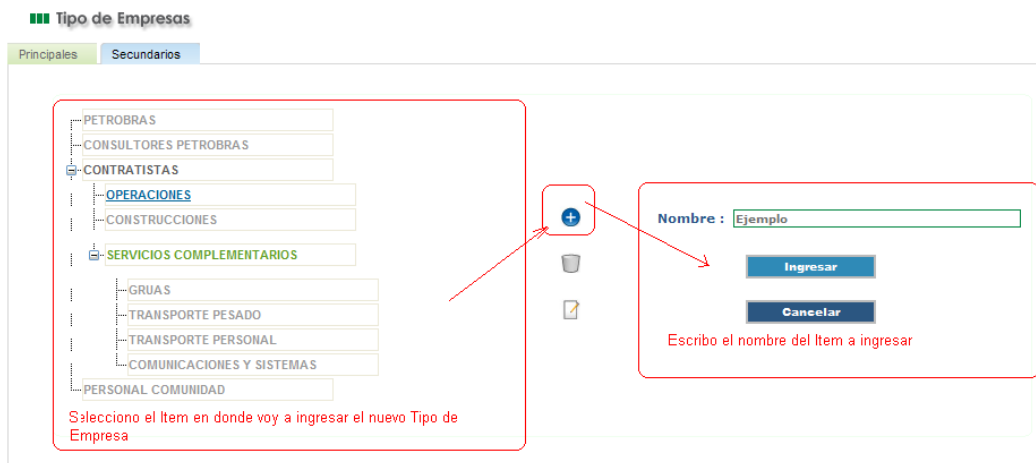 Tipo de Empresas
Principales Secundarios
PETROBRAS
CONSULTORES PETROBRAS
CONTRATISTAS
OPERACIONES
CONSTRUCCIONES
SERVICIOS COMPLEMENTARIOS
GRUAS
TRANSPORTE PESADO
TRANSPORTE PERSONAL
COMUNICACIONES Y SISTEMAS
PERSONAL COMUNIDAD
Selecciono el Item en donde voy a ingresar el nuevo Tipo de
Empresa
Nombre : Ejemplo
Ingresar
Cancelar
Escribo el nombre del Item a ingresar